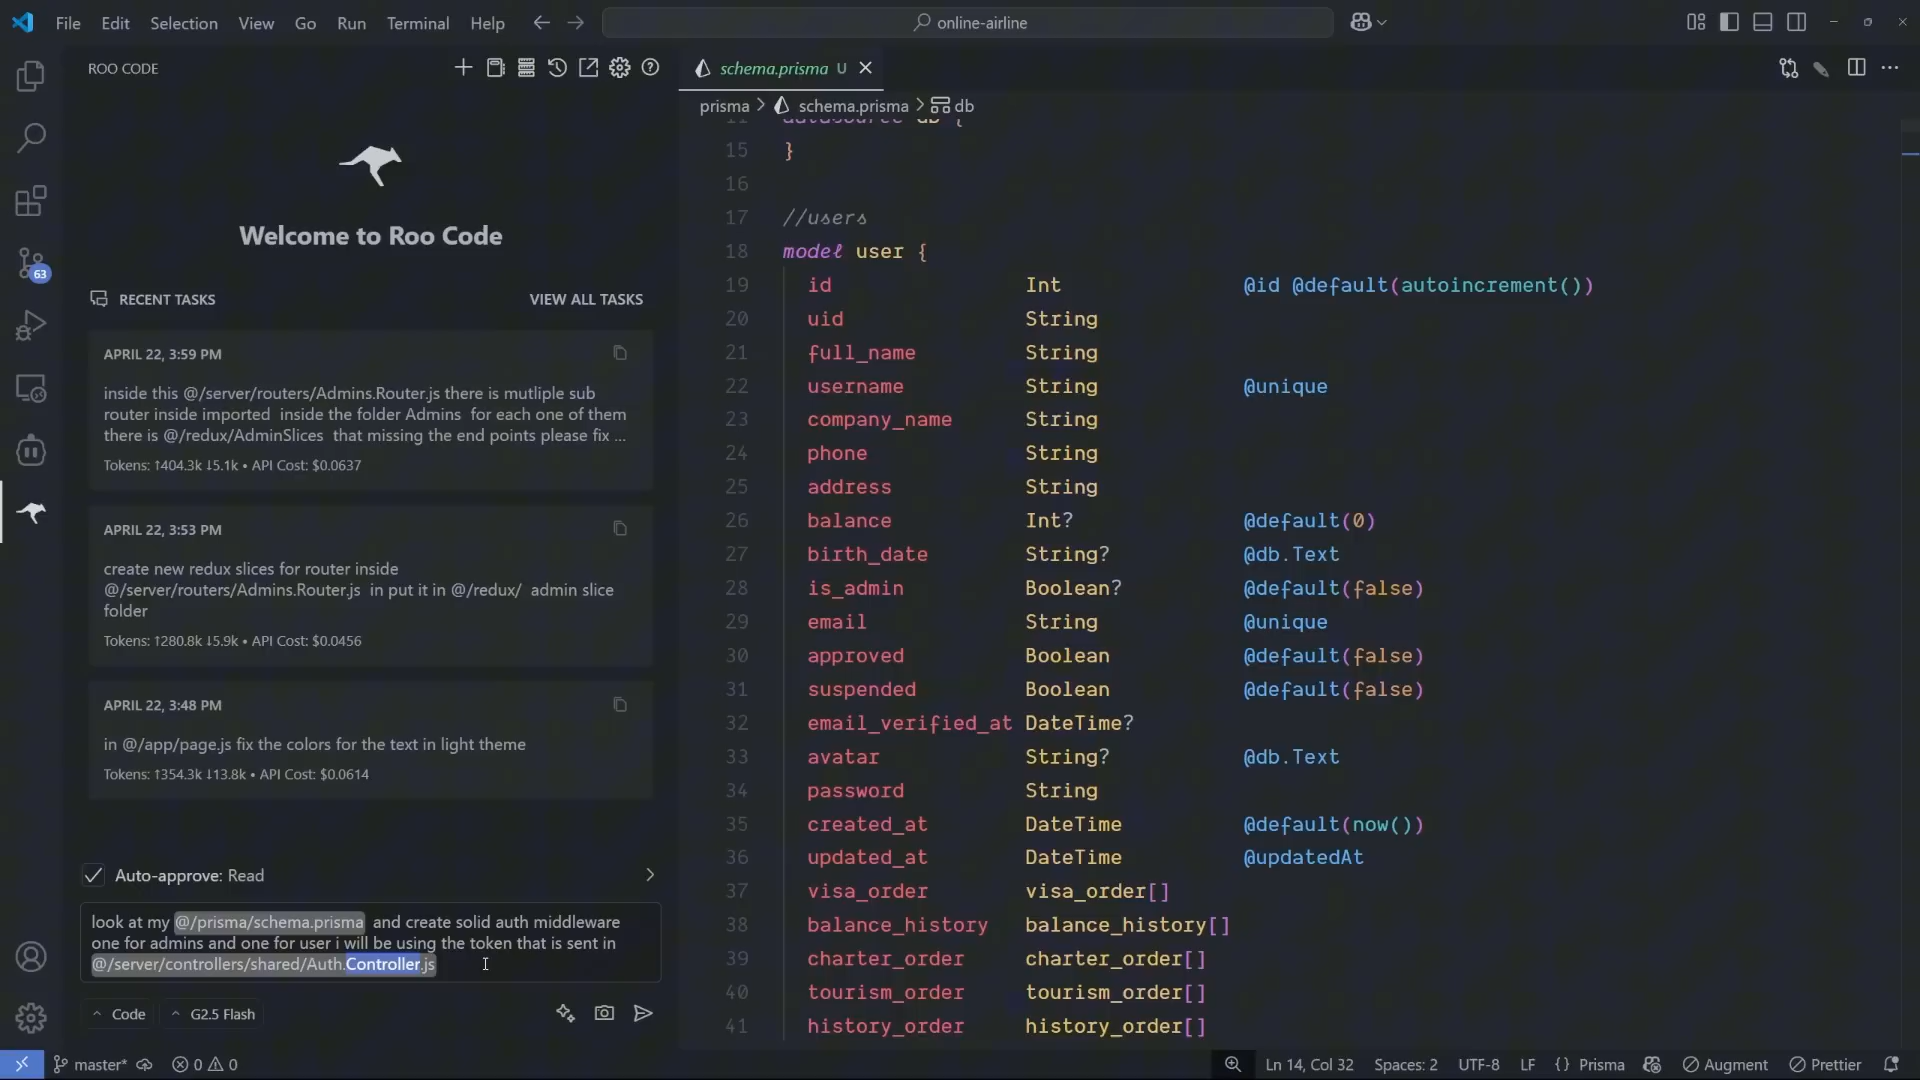 File Edit Selection View Go Run Terminal Help
online-airline
ROO CODE
schema.prisma U
prisma > schema.prisma > db
63
Welcome to Roo Code
RECENT TASKS
VIEW ALL TASKS
APRIL 22, 3:59 PM
inside this @/server/routers/Admins.Router.js there is mutliple sub
router inside imported inside the folder Admins for each one of them
there is @/redux/AdminSlices that missing the end points please fix ...
Tokens: ↑404.3k ↓5.1k • API Cost: $0.0637
APRIL 22, 3:53 PM
create new redux slices for router inside
@/server/routers/Admins.Router.js in put it in @/redux/ admin slice
folder
Tokens: ↑280.8k ↓5.9k • API Cost: $0.0456
APRIL 22, 3:48 PM
in @/app/page.js fix the colors for the text in light theme
Tokens: ↑354.3k ↓13.8k • API Cost: $0.0614
Auto-approve: Read
look at my @/prisma/schema.prisma and create solid auth middleware
one for admins and one for user i will be using the token that is sent in
@/server/controllers/shared/Auth.Controller.js
Code
G2.5 Flash
datasource db {
15 }
16
17 //users
18 model user {
19 id Int @id @default(autoincrement())
20 uid String
21 full_name String
22 username String @unique
23 company_name String
24 phone String
25 address String
26 balance Int? @default(0)
27 birth_date String? @db.Text
28 is_admin Boolean? @default(false)
29 email String @unique
30 approved Boolean @default(false)
31 suspended Boolean @default(false)
32 email_verified_at DateTime?
33 avatar String? @db.Text
34 password String
35 created_at DateTime @default(now())
36 updated_at DateTime @updatedAt
37 visa_order visa_order[]
38 balance_history balance_history[]
39 charter_order charter_order[]
40 tourism_order tourism_order[]
41 history_order history_order[]
master* 0 0
Ln 14, Col 32 Spaces: 2 UTF-8 LF {} Prisma Augment Prettier